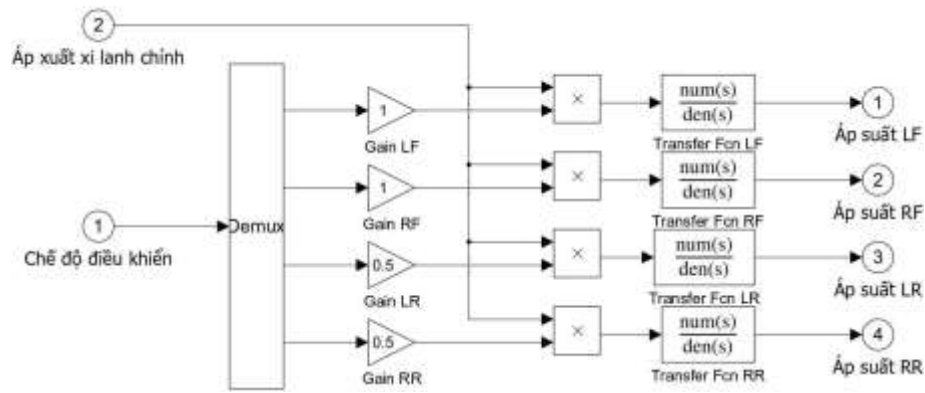 2
Áp xuất xi lanh chính
1
Chế độ điều khiển
Demux
1
Gain LF
1
Gain RF
0.5
Gain LR
0.5
Gain RR
×
×
×
×
num(s)
den(s)
Transfer Fcn LF
num(s)
den(s)
Transfer Fcn RF
num(s)
den(s)
Transfer Fcn LR
num(s)
den(s)
Transfer Fcn RR
1
Áp suất LF
2
Áp suất RF
3
Áp suất LR
4
Áp suất RR